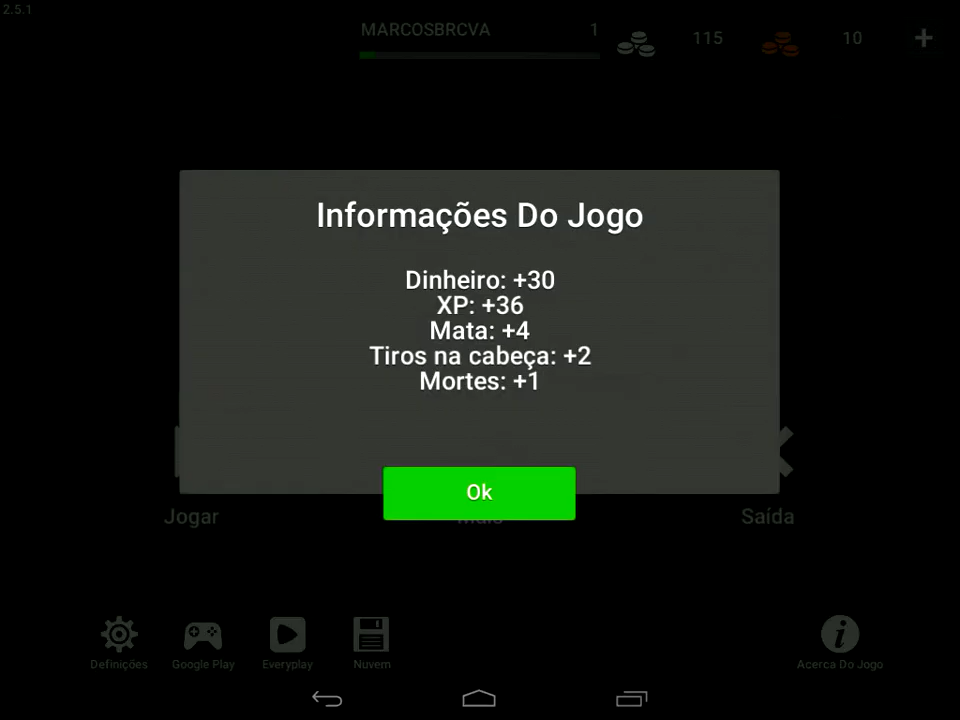 2.5.1
MARCOSBRCVA 1
115
10
Informações Do Jogo
Dinheiro: +30
XP: +36
Mata: +4
Tiros na cabeça: +2
Mortes: +1
Ok
Jogar
Mais
Saída
Definições
Google Play
Everyplay
Nuvem
Acerca Do Jogo